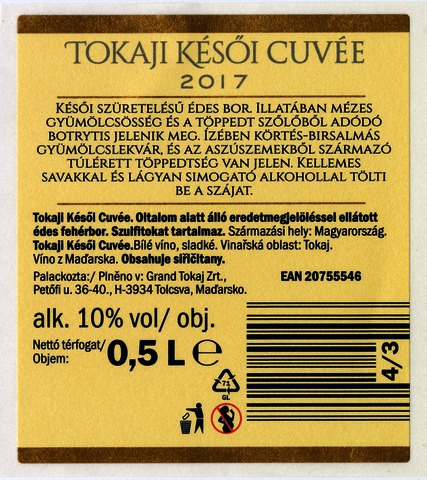 TOKAJI KÉSŐI CUVÉE
2017
KÉSŐI SZÜRETELÉSŰ ÉDES BOR. ILLATÁBAN MÉZES
GYÜMÖLCSÖSSÉG ÉS A TÖPPEDT SZŐLŐBŐL ADÓDÓ
BOTRYTIS JELENIK MEG. ÍZÉBEN KÖRTÉS-BIRSALMÁS
GYÜMÖLCSLEKVÁR, ÉS AZ ASZÚSZEMEKBŐL SZÁRMAZÓ
TÚLÉRETT TÖPPEDTSÉG VAN JELEN. KELLEMES
SAVAKKAL ÉS LÁGYAN SIMOGATÓ ALKOHOLLAL TÖLTI
BE A SZÁJAT.
Tokaji Késői Cuvée. Oltalom alatt álló eredetmegjelöléssel ellátott
édes fehérbor. Szulfitokat tartalmaz. Származási hely: Magyarország.
Tokaji Késői Cuvée.Bílé víno, sladké. Vinařská oblast: Tokaj.
Víno z Maďarska. Obsahuje siřičitany.
Palackozta:/ Plněno v: Grand Tokaj Zrt., EAN 20755546
Petőfi u. 36-40., H-3934 Tolcsva, Maďarsko.
alk. 10% vol/ obj.
Nettó térfogat/
Objem: 0,5 L e
4/3
71
GL